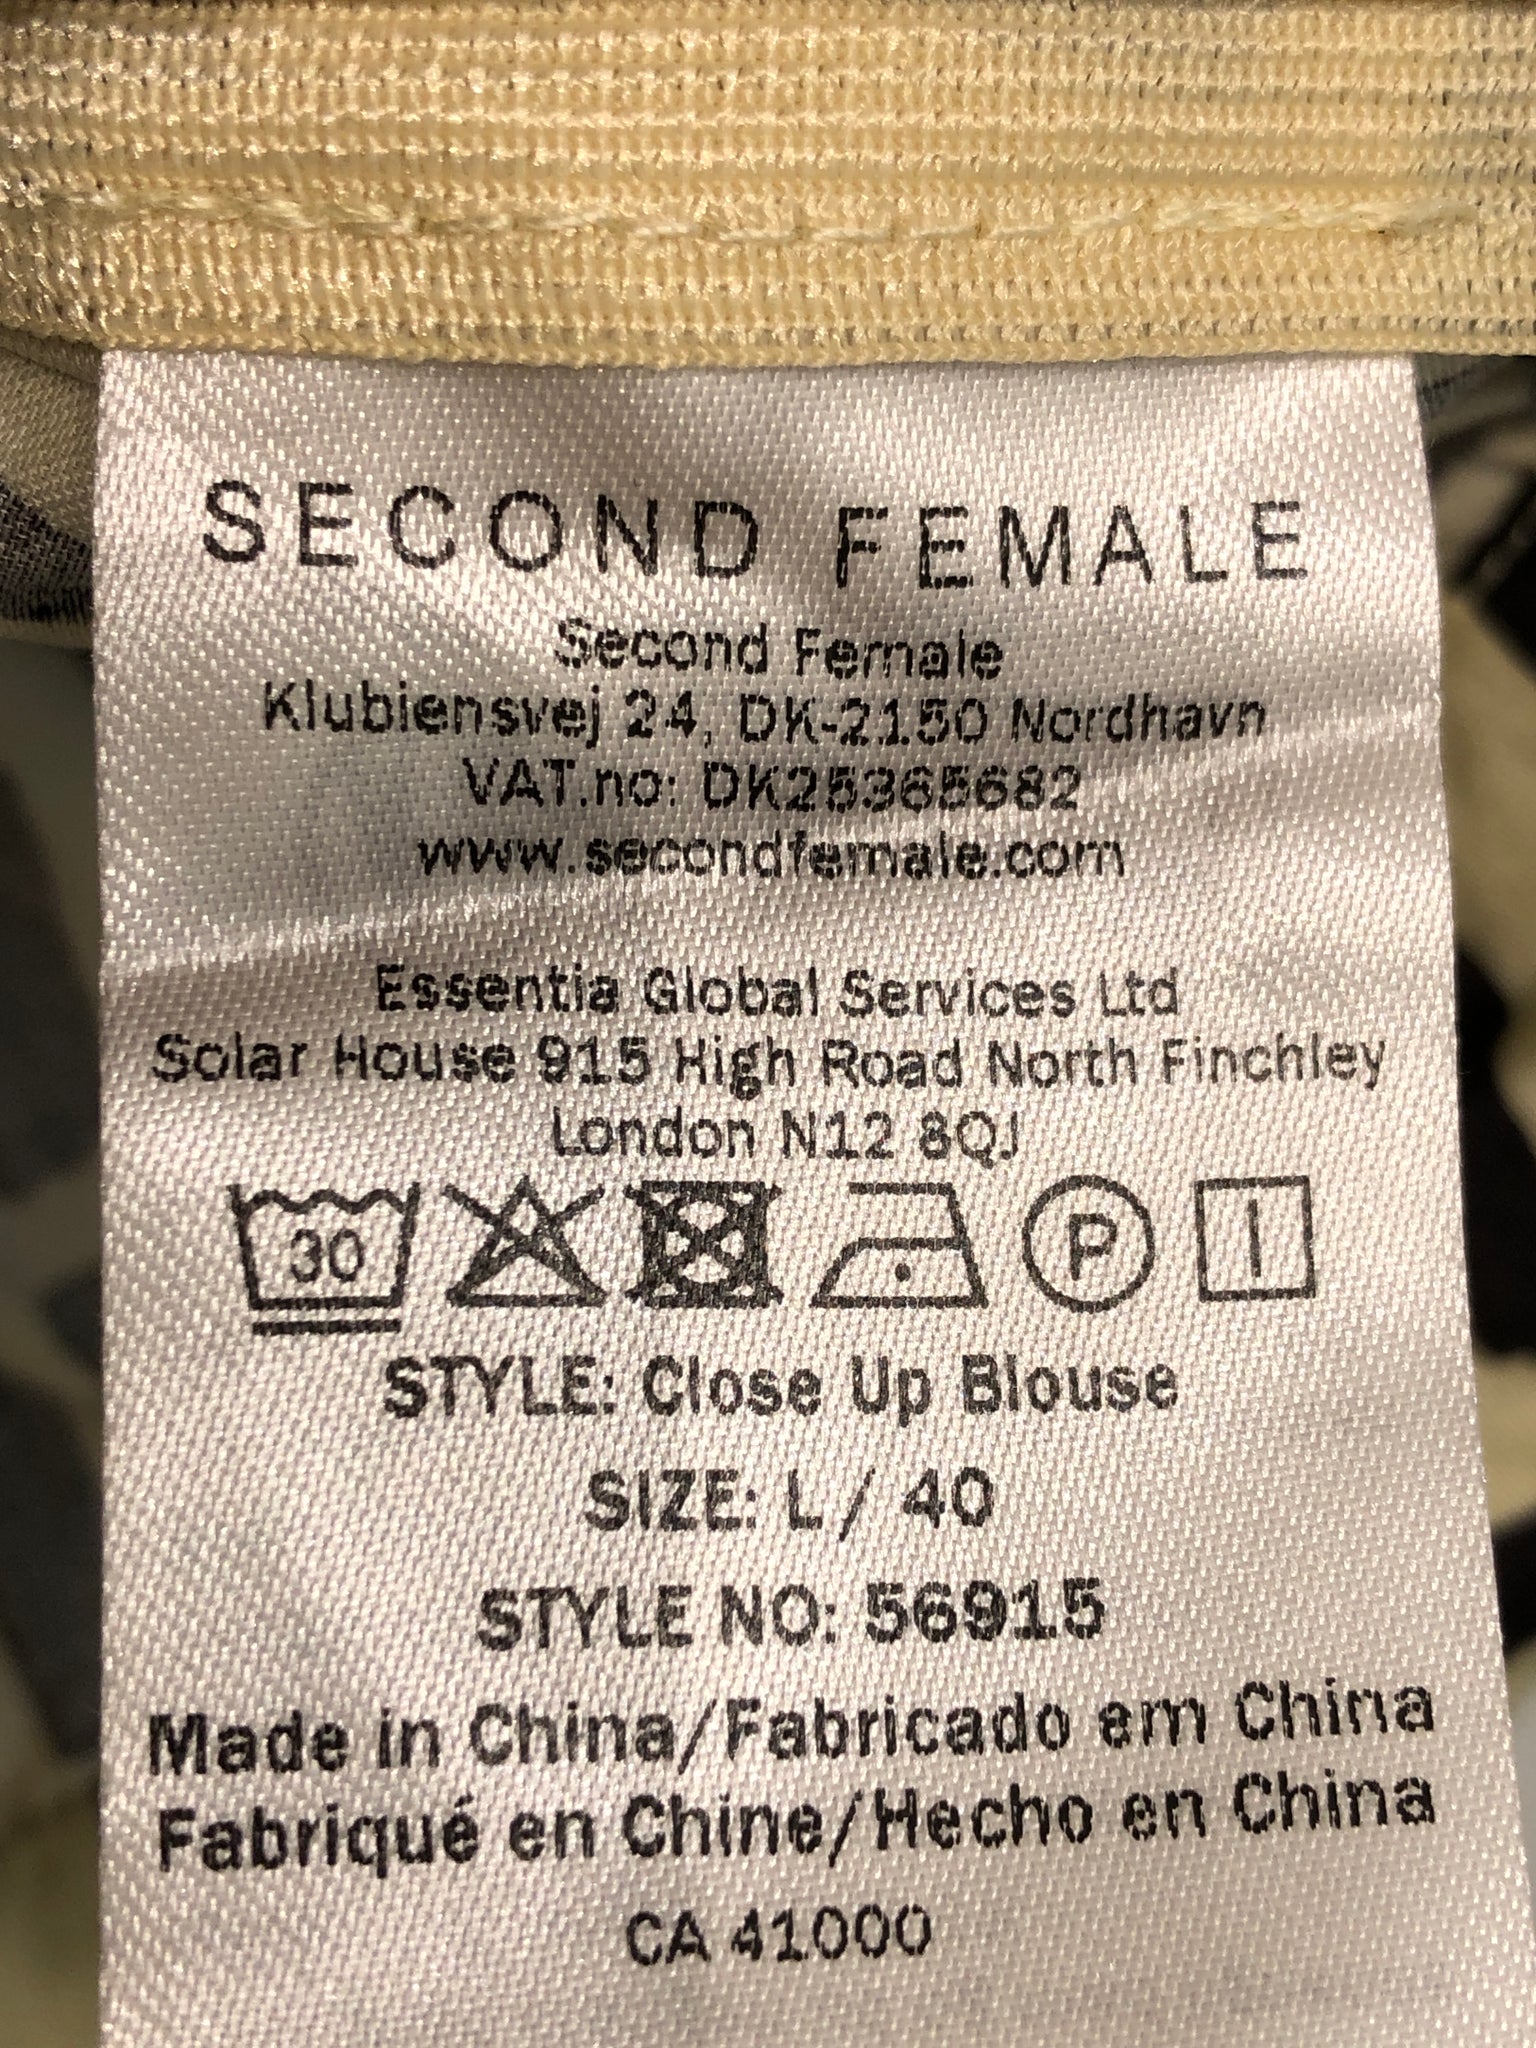 SECOND FEMALE
Second Female
Klubiensvej 24, DK-2150 Nordhavn
VAT.no: DK25365682
www.secondfemale.com
Essentia Global Services Ltd
Solar House 915 High Road North Finchley
London N12 8QJ
30 P
STYLE: Close Up Blouse
SIZE: L / 40
STYLE NO: 56915
Made in China/Fabricado em China
Fabriqué en Chine/Hecho en China
CA 41000